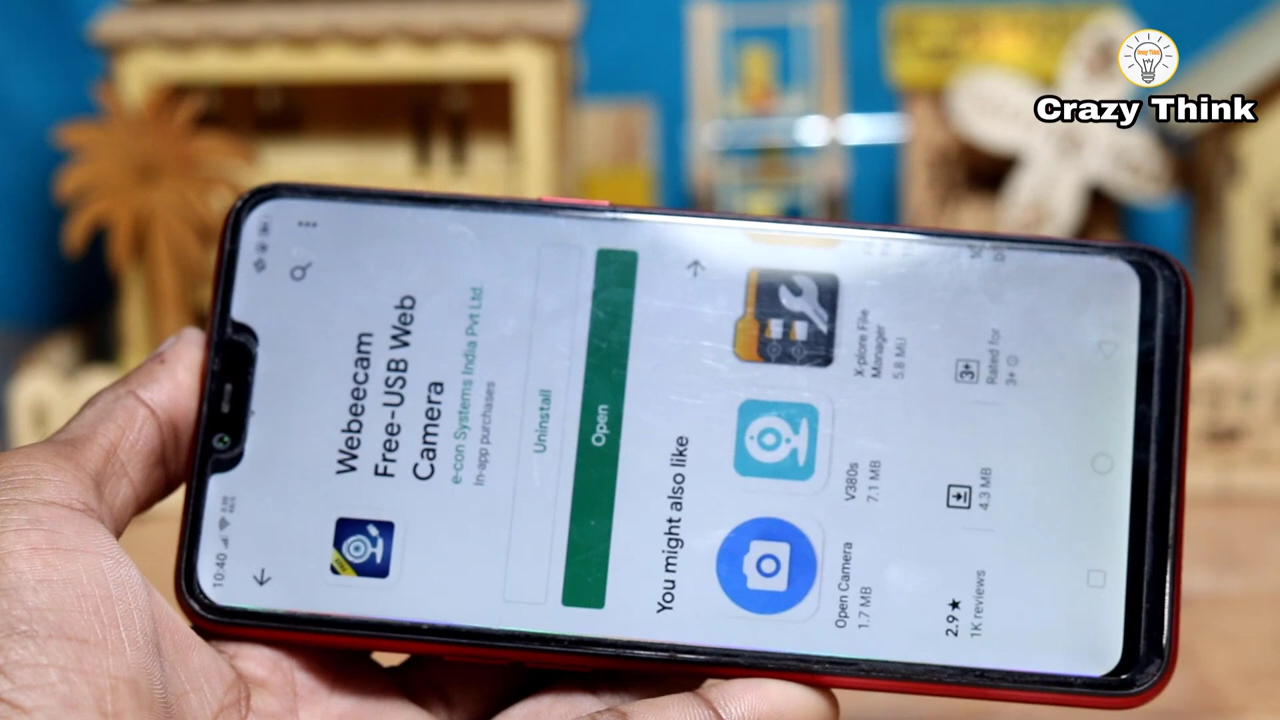 Crazy Think
10:40
Webeecam
Free-USB Web
Camera
e-con Systems India Pvt Ltd.
In-app purchases
Uninstall
Open
You might also like
Open Camera
1.7 MB
V380s
7.1 MB
X-plore File
Manager
5.8 MB
2.9★
1K reviews
4.3 MB
3+
Rated for
3+